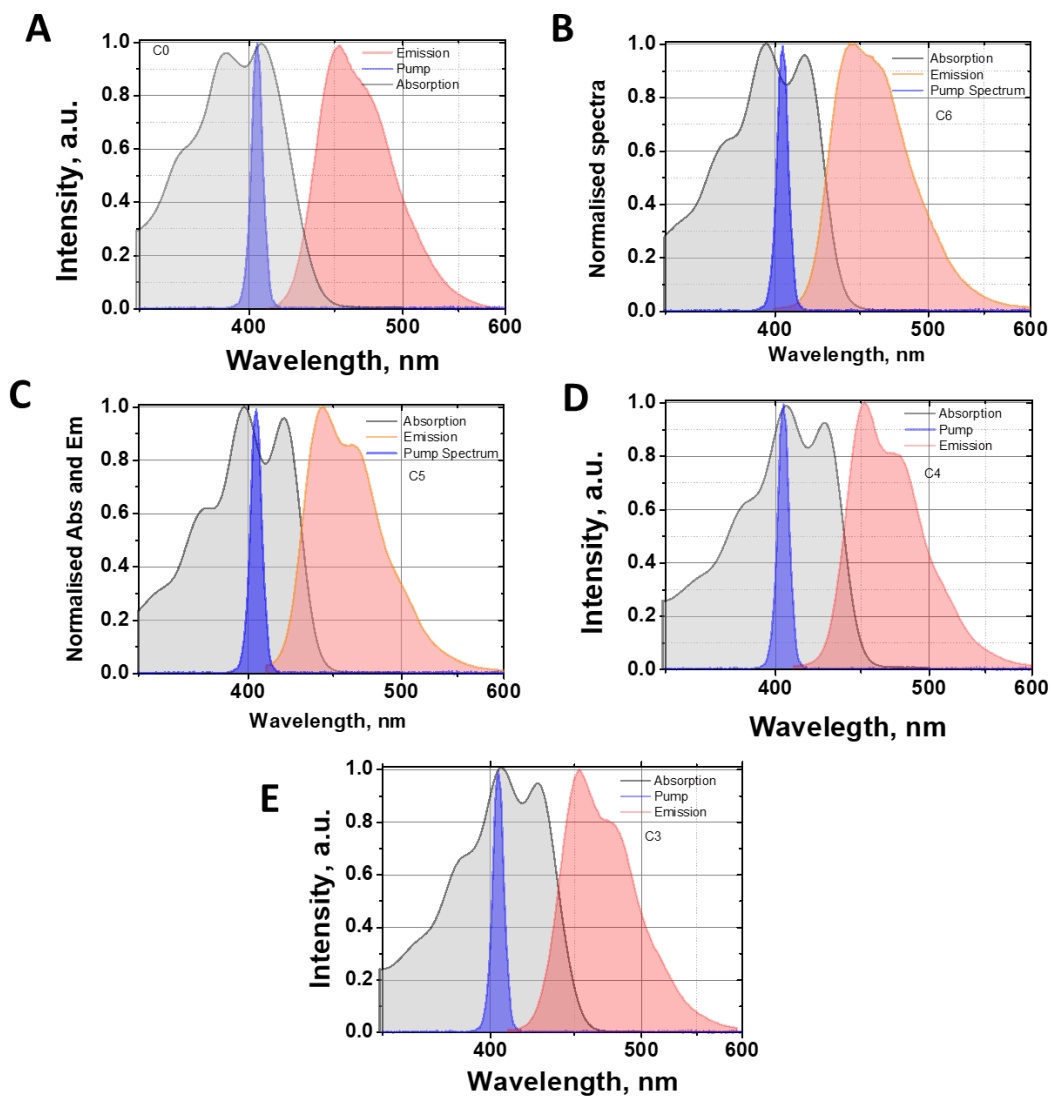 A
C0
Emission
Pump
Absorption
Intensity, a.u.
1.0
0.8
0.6
0.4
0.2
0.0
400
500
600
Wavelength, nm
B
Absorption
Emission
Pump Spectrum
C6
Normalised spectra
1.0
0.8
0.6
0.4
0.2
0.0
400
500
600
Wavelength, nm
C
Absorption
Emission
Pump Spectrum
C5
Normalised Abs and Em
1.0
0.8
0.6
0.4
0.2
0.0
400
500
600
Wavelength, nm
D
Absorption
Pump
Emission
C4
Intensity, a.u.
1.0
0.8
0.6
0.4
0.2
0.0
400
500
600
Wavelegth, nm
E
Absorption
Pump
Emission
C3
Intensity, a.u.
1.0
0.8
0.6
0.4
0.2
0.0
400
500
600
Wavelength, nm